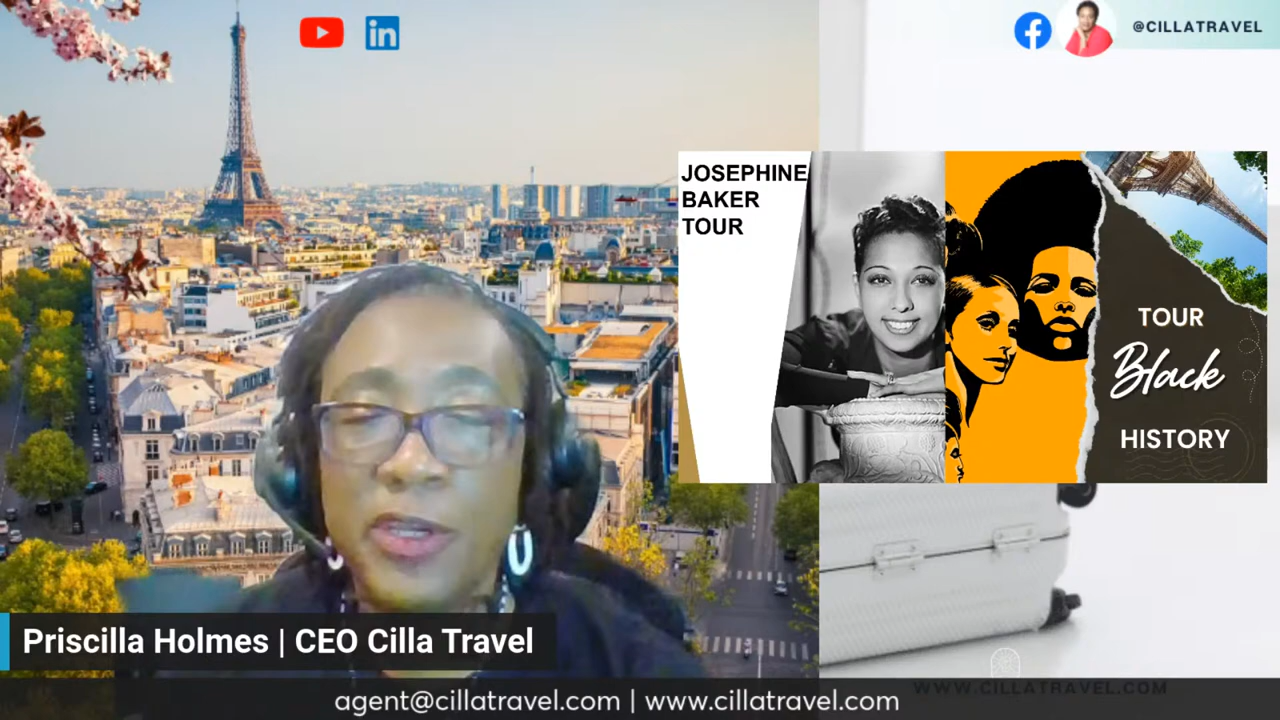 in
@CILLATRAVEL
JOSEPHINE
BAKER
TOUR
TOUR
Black
HISTORY
Priscilla Holmes | CEO Cilla Travel
WWW.CILLATRAVEL.COM
agent@cillatravel.com | www.cillatravel.com